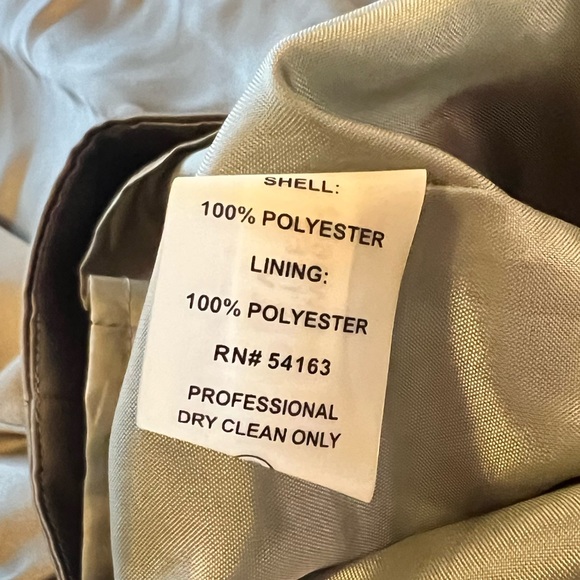 SHELL:
100% POLYESTER
LINING:
100% POLYESTER
RN# 54163
PROFESSIONAL
DRY CLEAN ONLY